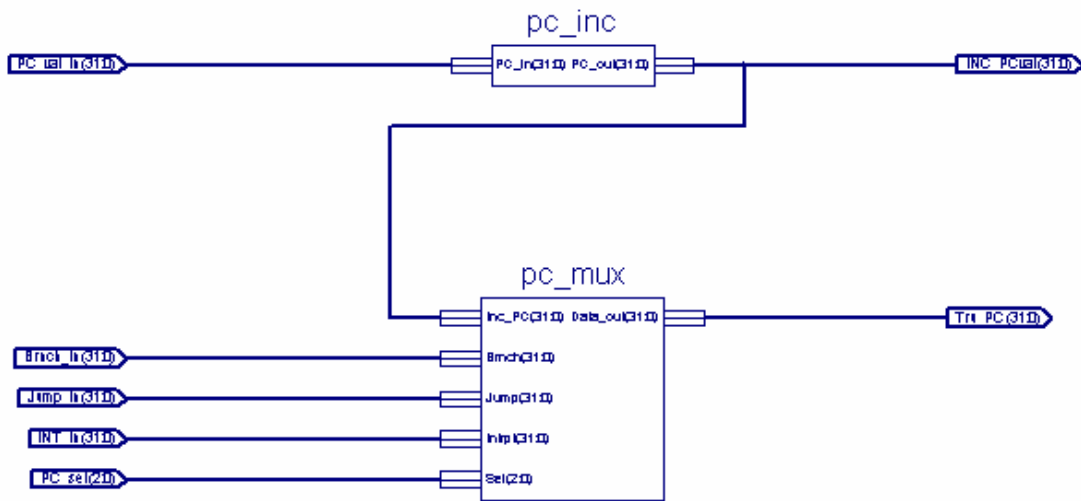 pc_inc
PC_val_in(31:0)
PC_in(31:0) PC_out(31:0)
INC_PCval(31:0)
pc_mux
Inc_PC(31:0) Data_out(31:0)
(31:0)
Brnch_in(31:0)
Brnch(31:0)
Jump_in(31:0)
Jump(31:0)
INT_in(31:0)
Intrpt(31:0)
PC_sel(2:0)
Sel(2:0)